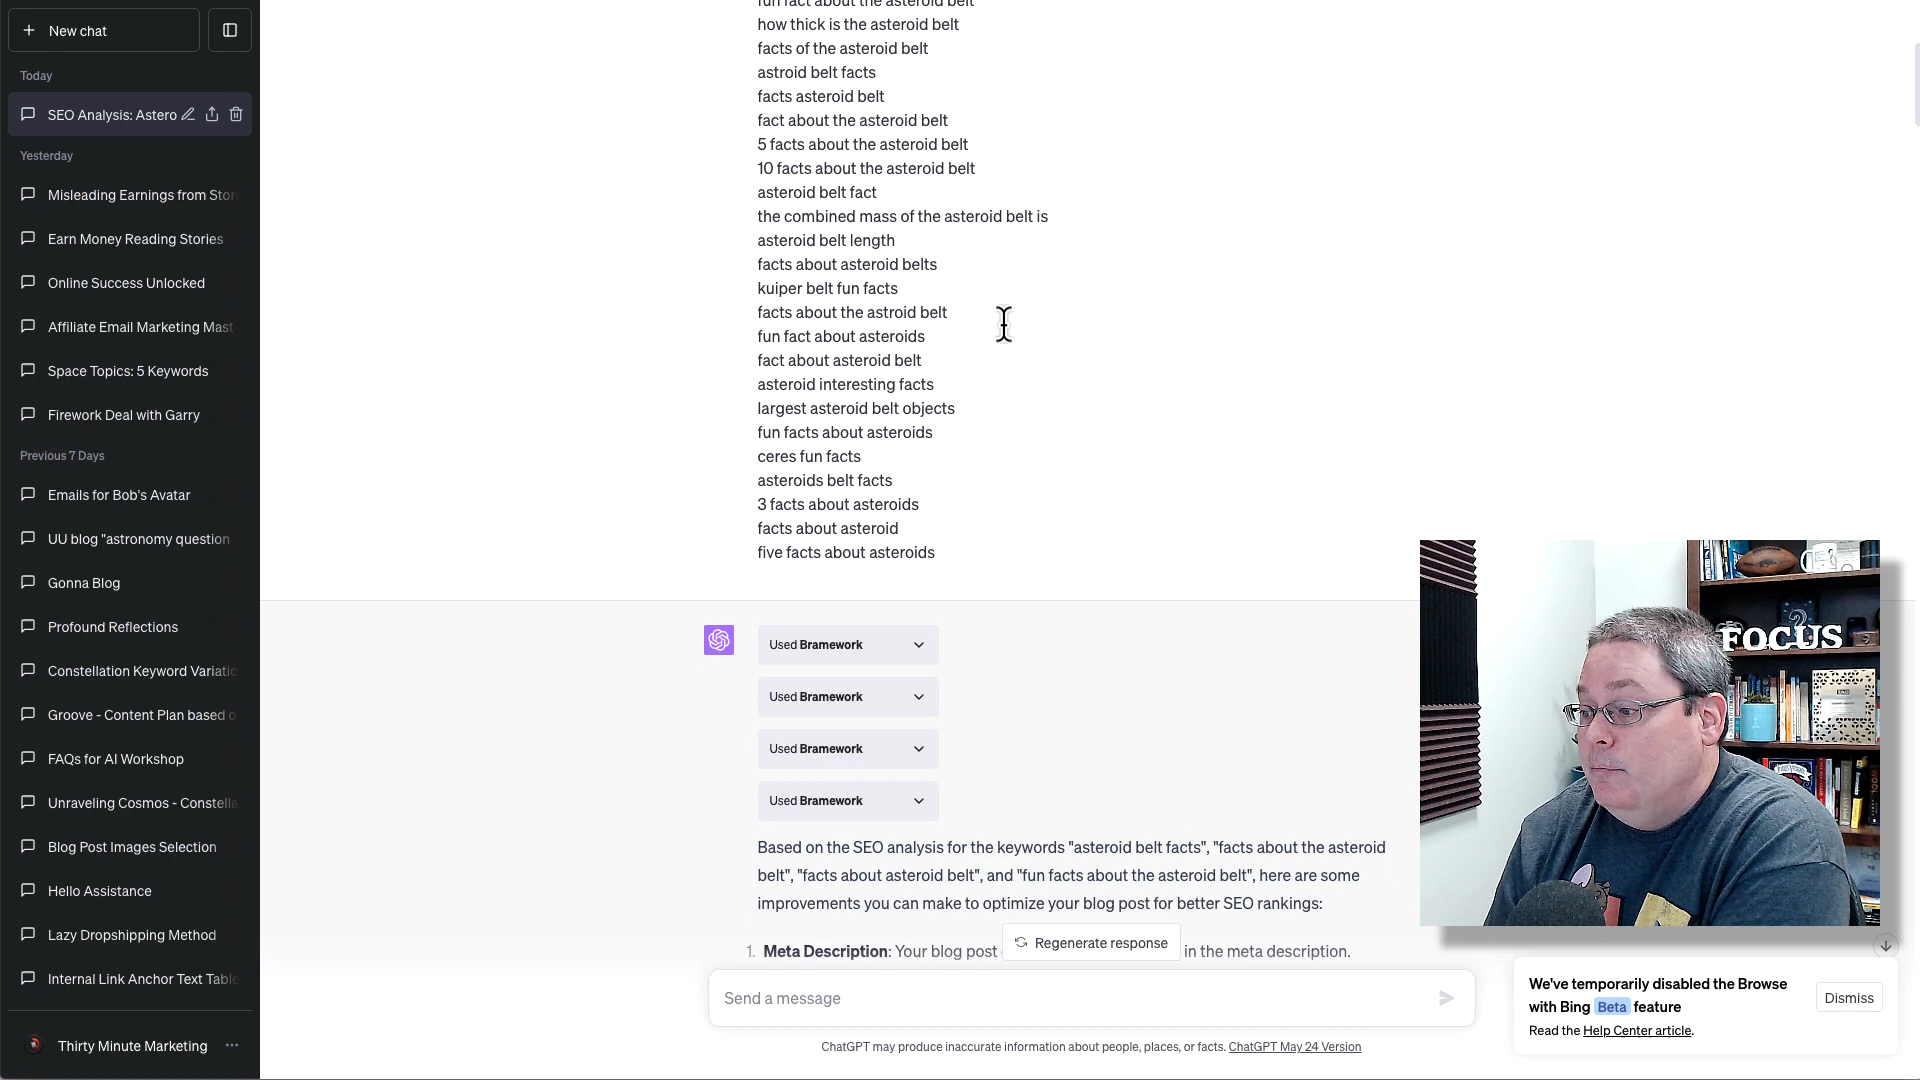 New chat
Today
SEO Analysis: Astero
Yesterday
Misleading Earnings from Stor
Earn Money Reading Stories
Online Success Unlocked
Affiliate Email Marketing Mast
Space Topics: 5 Keywords
Firework Deal with Garry
Previous 7 Days
Emails for Bob's Avatar
UU blog "astronomy question
Gonna Blog
Profound Reflections
Constellation Keyword Variatio
Groove - Content Plan based o
FAQs for AI Workshop
Unraveling Cosmos - Constella
Blog Post Images Selection
Hello Assistance
Lazy Dropshipping Method
Internal Link Anchor Text Table
Thirty Minute Marketing
fun fact about the asteroid belt
how thick is the asteroid belt
facts of the asteroid belt
astroid belt facts
facts asteroid belt
fact about the asteroid belt
5 facts about the asteroid belt
10 facts about the asteroid belt
asteroid belt fact
the combined mass of the asteroid belt is
asteroid belt length
facts about asteroid belts
kuiper belt fun facts
facts about the astroid belt
fun fact about asteroids
fact about asteroid belt
asteroid interesting facts
largest asteroid belt objects
fun facts about asteroids
ceres fun facts
asteroids belt facts
3 facts about asteroids
facts about asteroid
five facts about asteroids
Used Bramework
Used Bramework
Used Bramework
Used Bramework
Based on the SEO analysis for the keywords "asteroid belt facts", "facts about the asteroid
belt", "facts about asteroid belt", and "fun facts about the asteroid belt", here are some
improvements you can make to optimize your blog post for better SEO rankings:
1. Meta Description: Your blog post
in the meta description.
Regenerate response
Send a message
ChatGPT may produce inaccurate information about people, places, or facts. ChatGPT May 24 Version
FOCUS
We've temporarily disabled the Browse
with Bing Beta feature
Read the Help Center article.
Dismiss